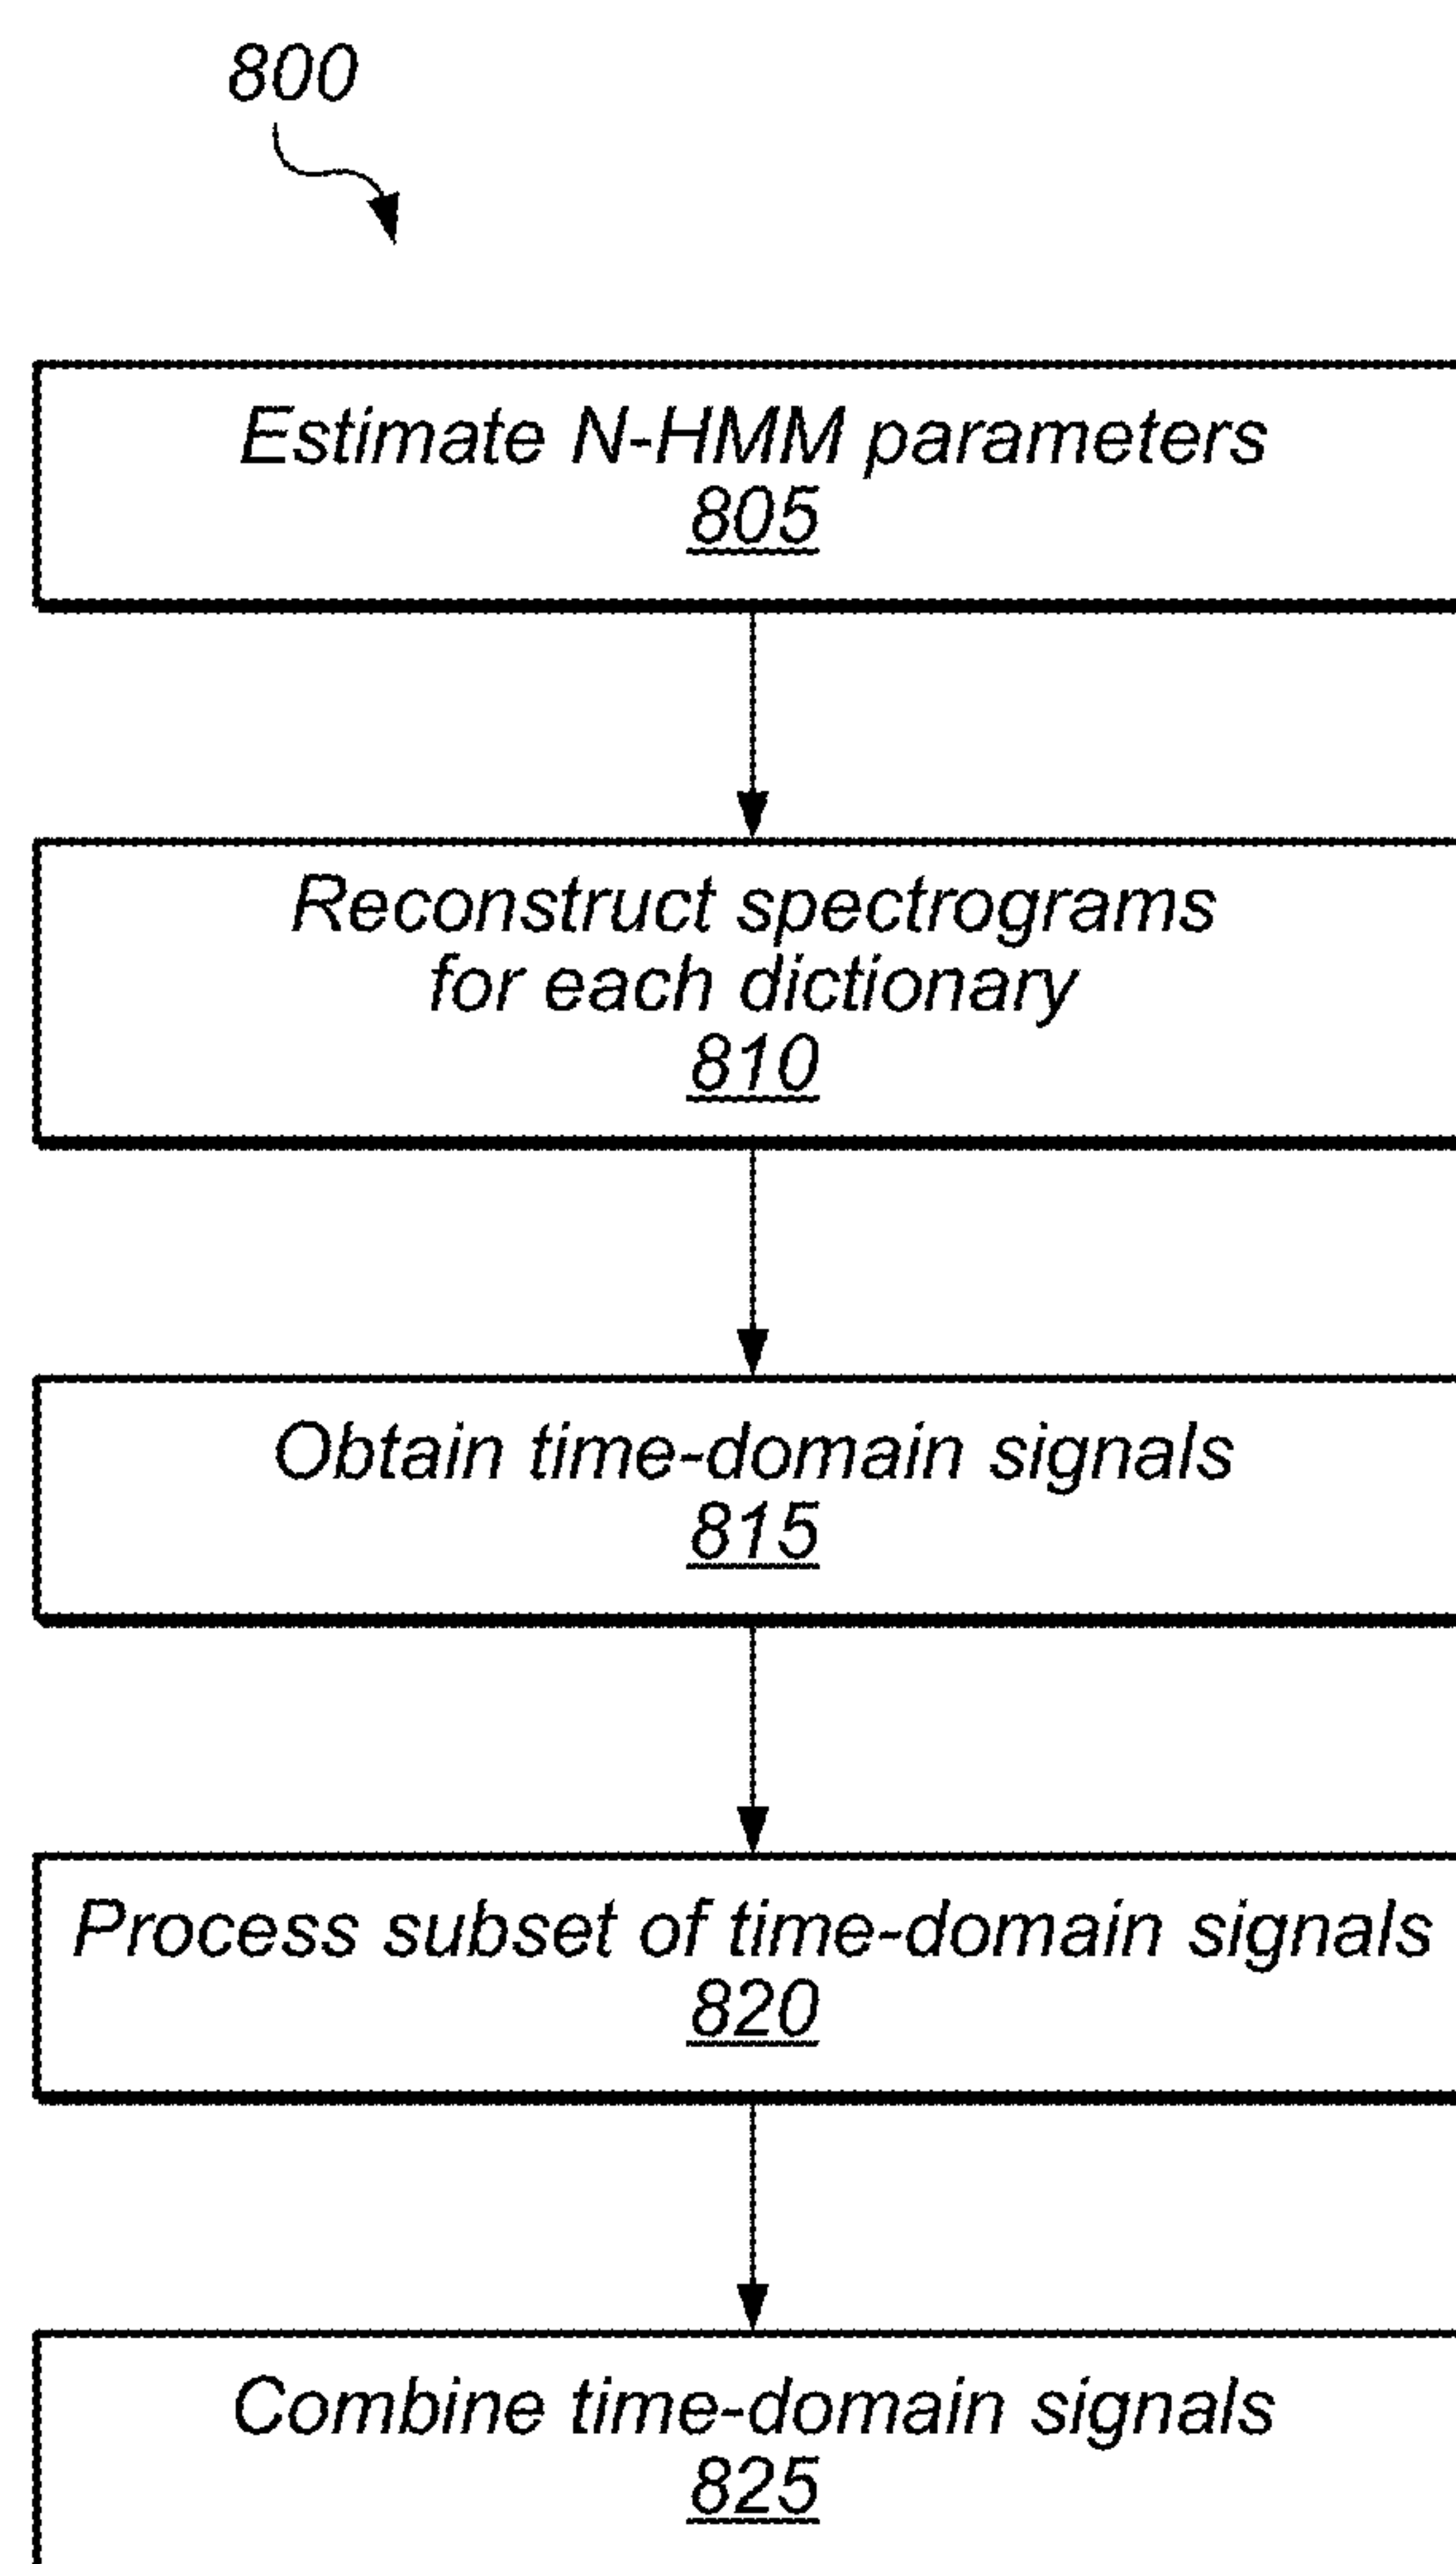 800
Estimate N-HMM parameters
805
Reconstruct spectrograms
for each dictionary
810
Obtain time-domain signals
815
Process subset of time-domain signals
820
Combine time-domain signals
825